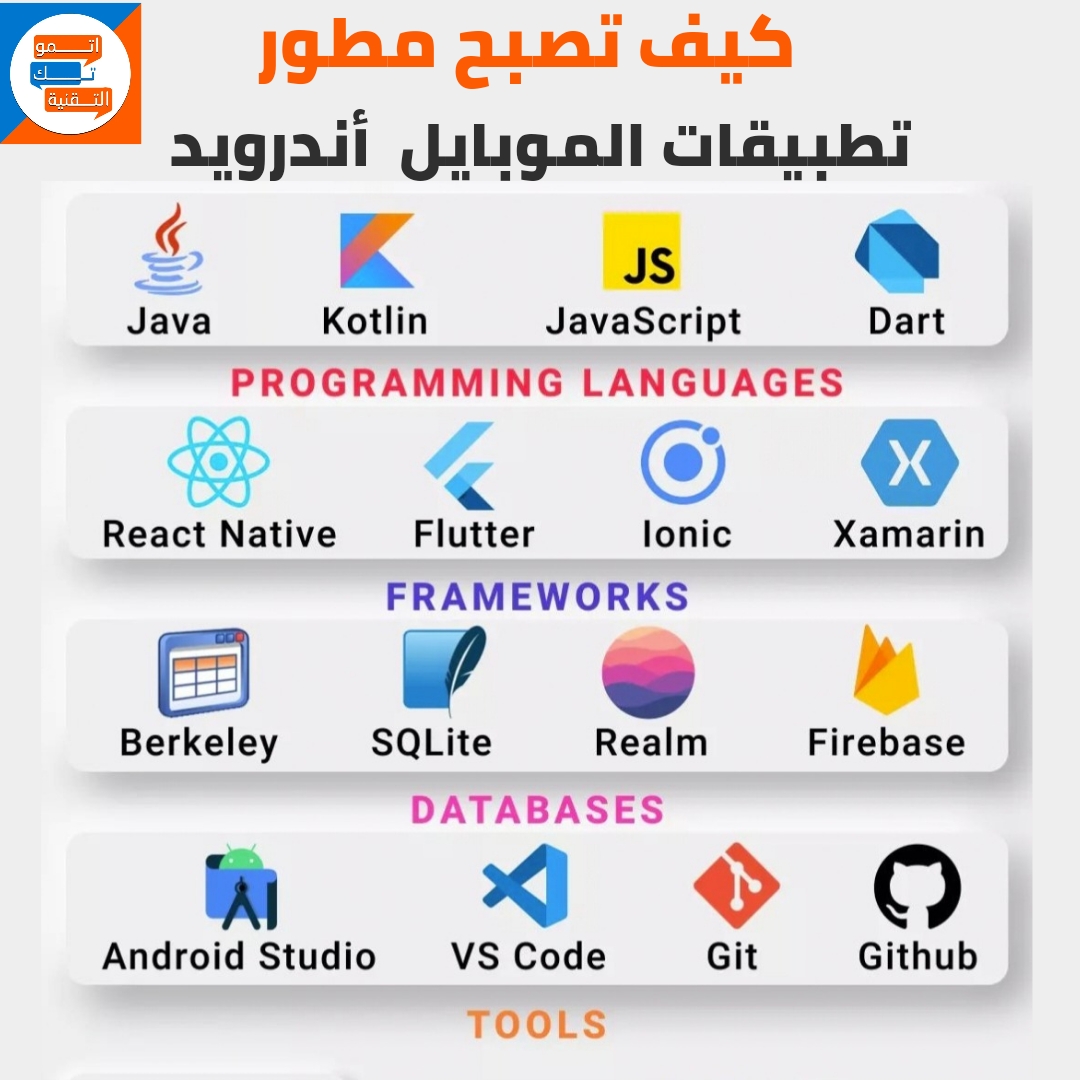 كيف تصبح مطور
تطبيقات الموبايل أندرويد
اتمو
تك
التقنية
Java Kotlin JS JavaScript Dart
PROGRAMMING LANGUAGES
React Native Flutter Ionic X Xamarin
FRAMEWORKS
Berkeley SQLite Realm Firebase
DATABASES
Android Studio VS Code Git Github
TOOLS